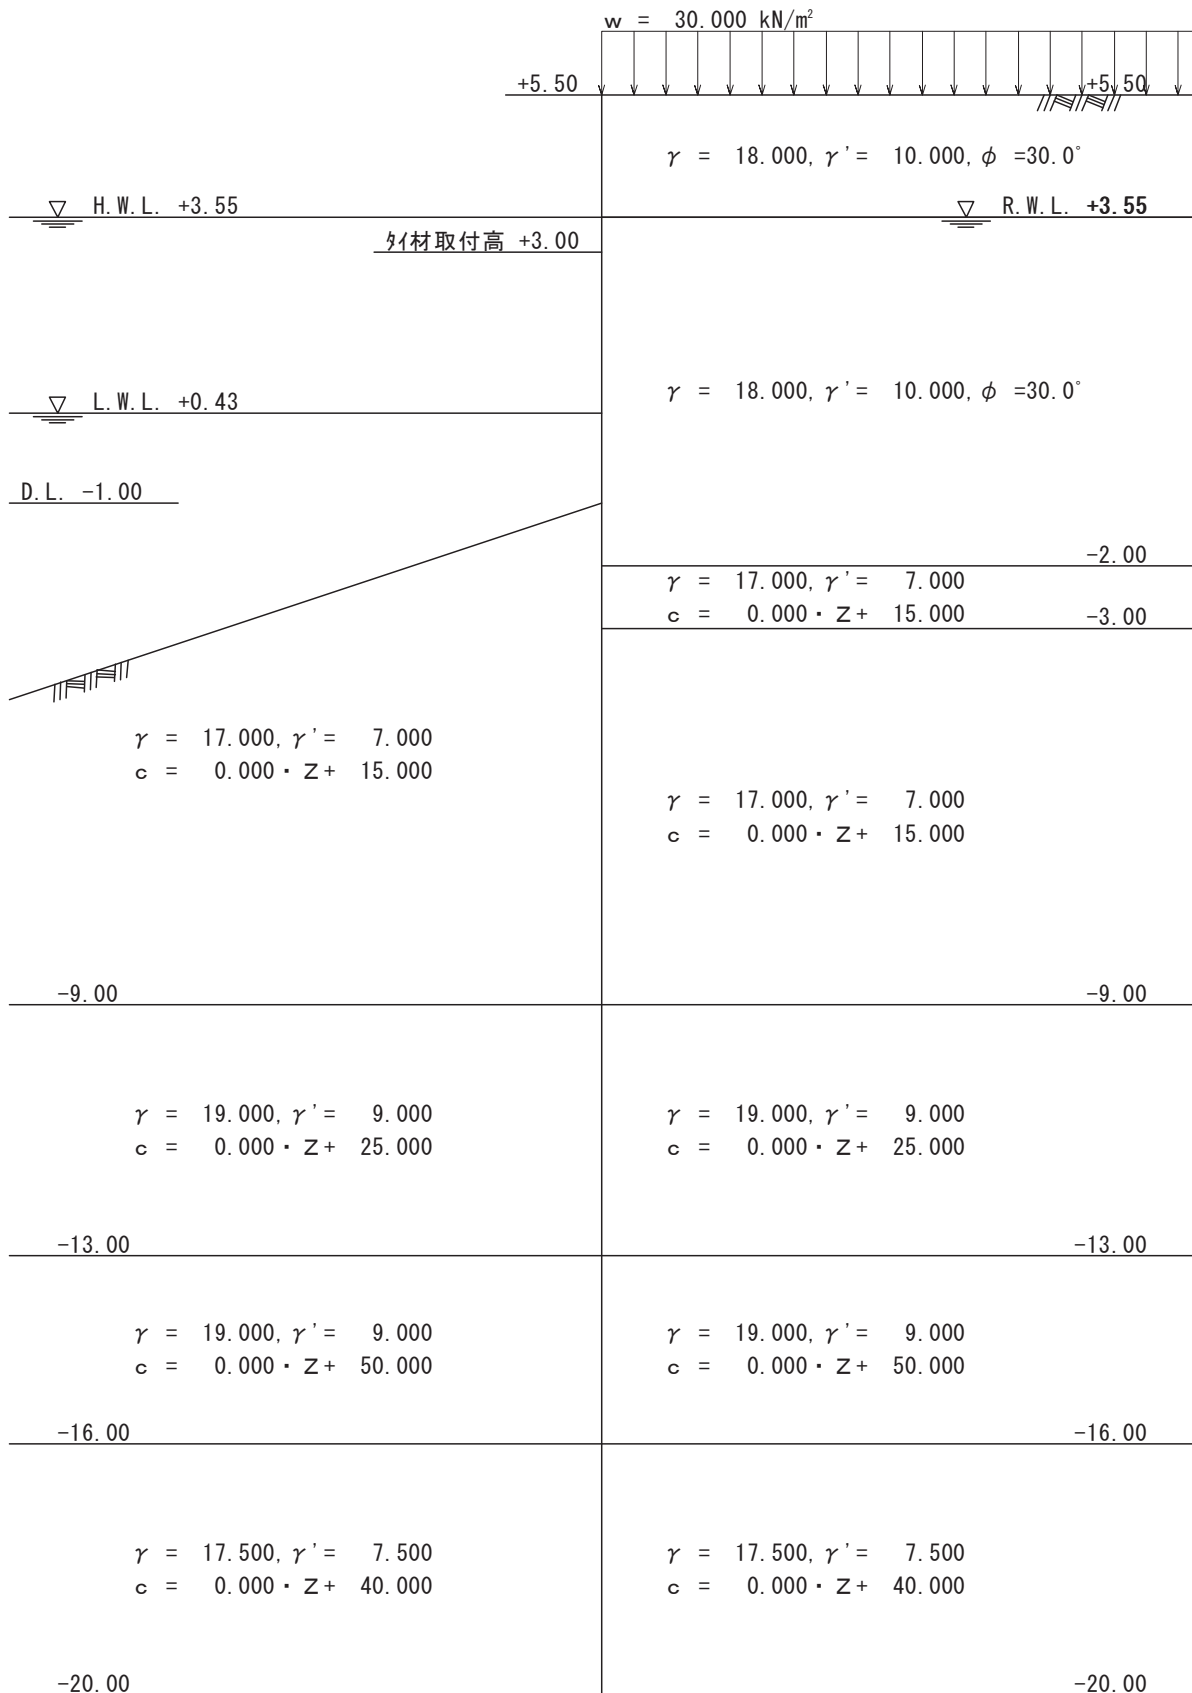 w = 30.000 kN/m²
+5.50 +5.50
γ = 18.000, γ'= 10.000, φ =30.0°
H.W.L. +3.55 R.W.L. +3.55
ﾀｲ材取付高 +3.00
γ = 18.000, γ'= 10.000, φ =30.0°
L.W.L. +0.43
D.L. -1.00
-2.00
γ = 17.000, γ'= 7.000
c = 0.000・Z+ 15.000 -3.00
γ = 17.000, γ'= 7.000
c = 0.000・Z+ 15.000
γ = 17.000, γ'= 7.000
c = 0.000・Z+ 15.000
-9.00 -9.00
γ = 19.000, γ'= 9.000 γ = 19.000, γ'= 9.000
c = 0.000・Z+ 25.000 c = 0.000・Z+ 25.000
-13.00 -13.00
γ = 19.000, γ'= 9.000 γ = 19.000, γ'= 9.000
c = 0.000・Z+ 50.000 c = 0.000・Z+ 50.000
-16.00 -16.00
γ = 17.500, γ'= 7.500 γ = 17.500, γ'= 7.500
c = 0.000・Z+ 40.000 c = 0.000・Z+ 40.000
-20.00 -20.00